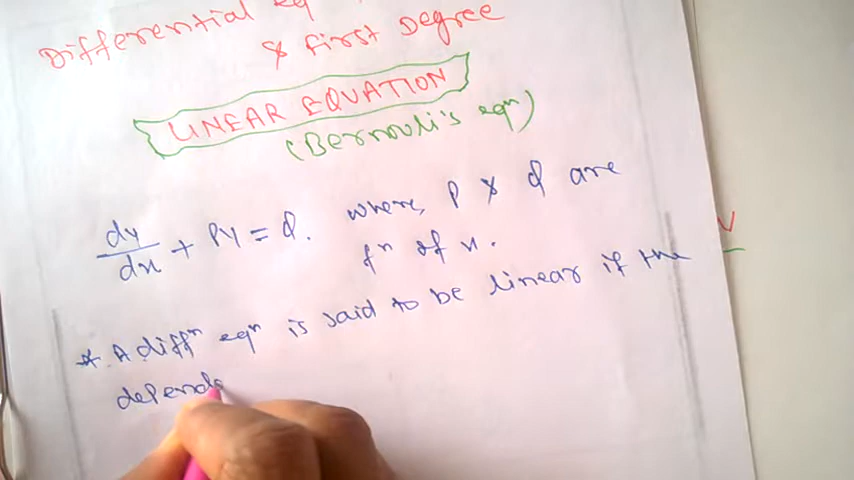 Differential eq
& first Degree
LINEAR EQUATION
(Bernouli's eqⁿ)
dy/dx + Py = Q. where, P & Q are
fⁿ of x.
* A diffⁿ eqⁿ is said to be linear if the
depende